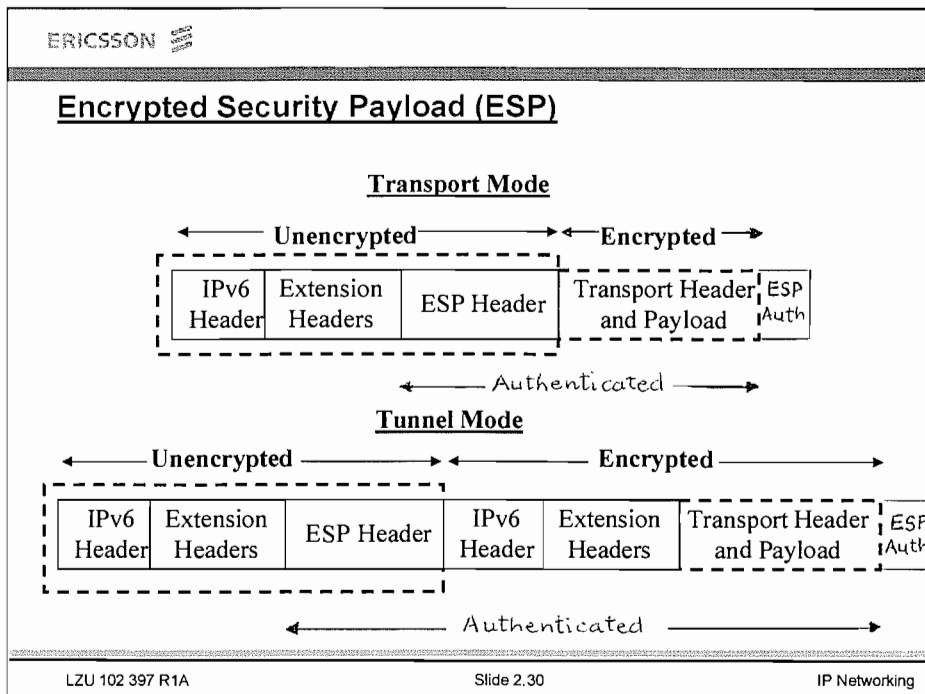 ERICSSON
Encrypted Security Payload (ESP)
Transport Mode
Unencrypted Encrypted
IPv6 Header Extension Headers ESP Header Transport Header and Payload ESP Auth
Authenticated
Tunnel Mode
Unencrypted Encrypted
IPv6 Header Extension Headers ESP Header IPv6 Header Extension Headers Transport Header and Payload ESP Auth
Authenticated
LZU 102 397 R1A Slide 2.30 IP Networking